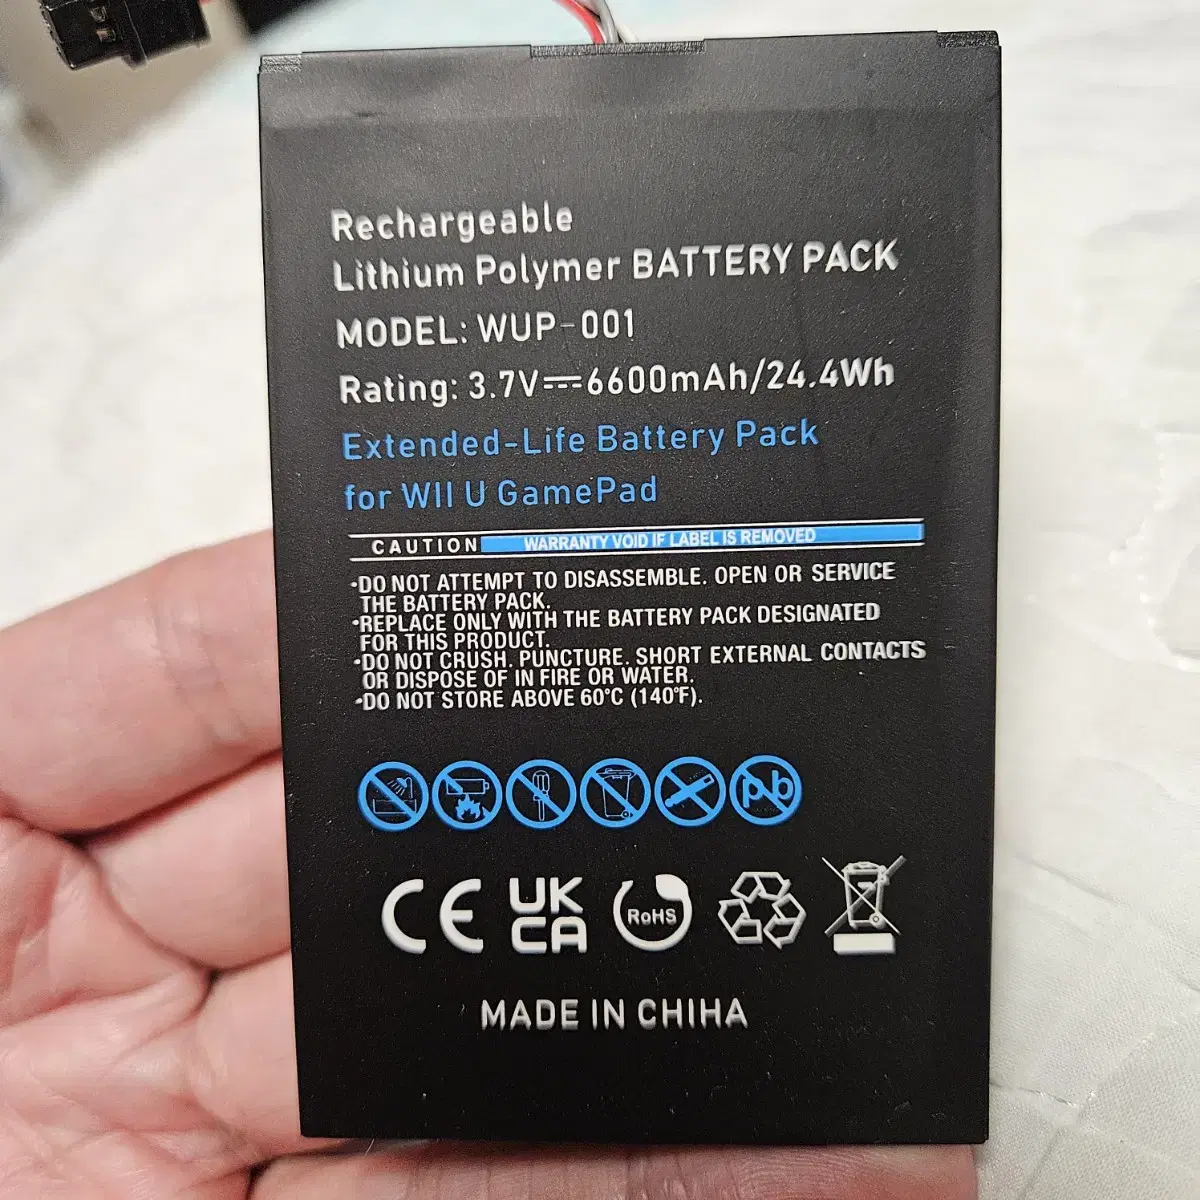 Rechargeable
Lithium Polymer BATTERY PACK
MODEL: WUP-001
Rating: 3.7V⎓6600mAh/24.4Wh
Extended-Life Battery Pack
for WII U GamePad
CAUTION WARRANTY VOID IF LABEL IS REMOVED
•DO NOT ATTEMPT TO DISASSEMBLE. OPEN OR SERVICE
THE BATTERY PACK.
•REPLACE ONLY WITH THE BATTERY PACK DESIGNATED
FOR THIS PRODUCT.
•DO NOT CRUSH. PUNCTURE. SHORT EXTERNAL CONTACTS
OR DISPOSE OF IN FIRE OR WATER.
•DO NOT STORE ABOVE 60°C (140°F).
CE UK CA RoHS
MADE IN CHIHA